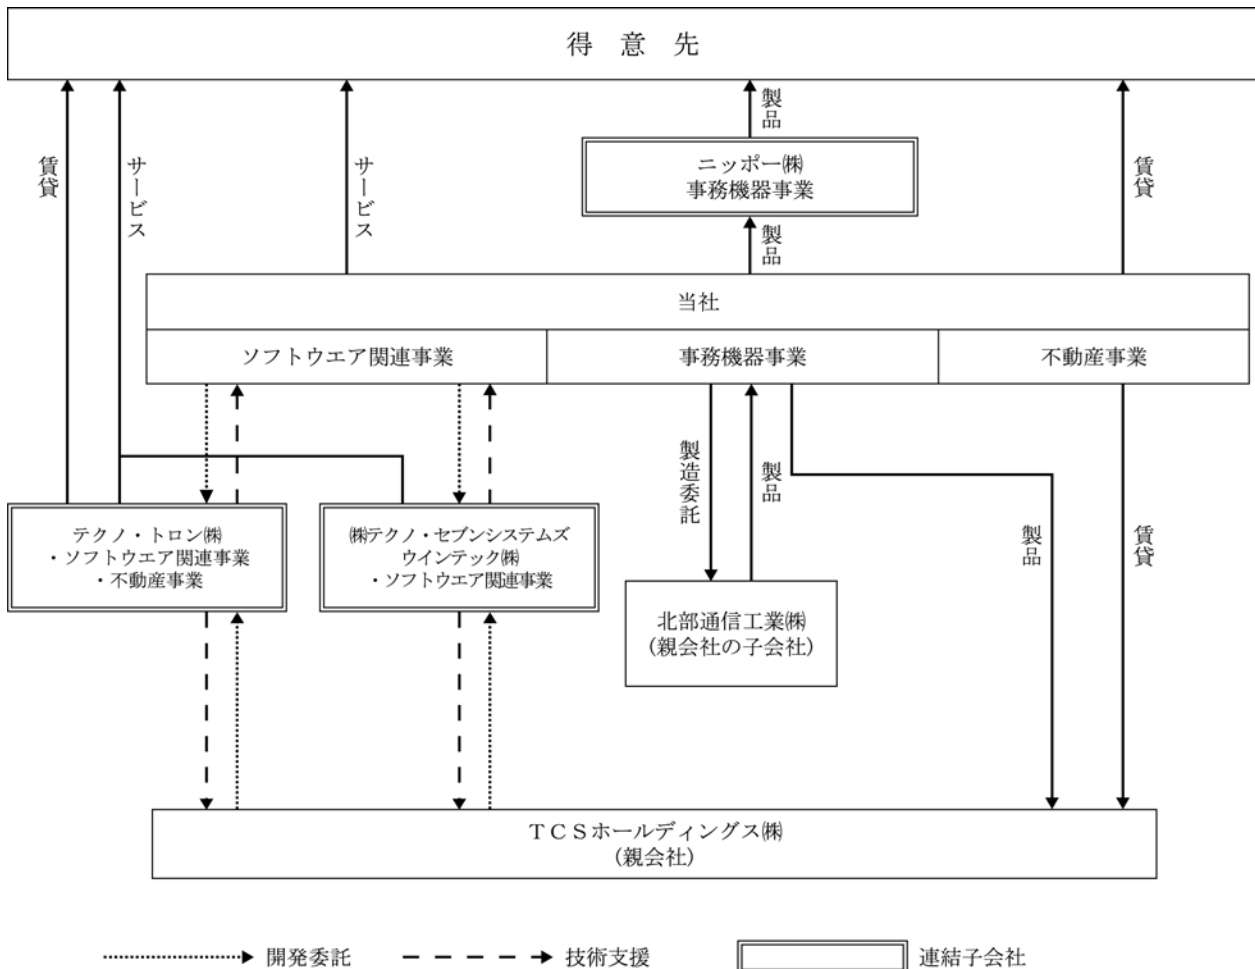 得 意 先
賃貸
サービス
サービス
製品
賃貸
ニッポー㈱
事務機器事業
製品
当社
ソフトウエア関連事業
事務機器事業
不動産事業
製造委託
製品
製品
賃貸
テクノ・トロン㈱
・ソフトウエア関連事業
・不動産事業
㈱テクノ・セブンシステムズ
ウインテック㈱
・ソフトウエア関連事業
北部通信工業㈱
(親会社の子会社)
ＴＣＳホールディングス㈱
(親会社)
開発委託
技術支援
連結子会社